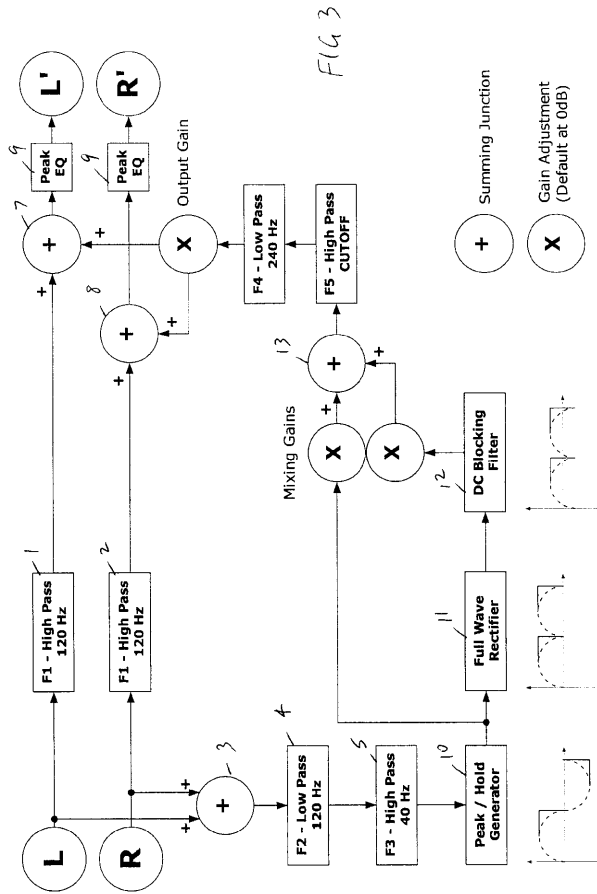 L
F1 - High Pass
120 Hz
1
+
7
Peak
EQ
9
L'
R
F1 - High Pass
120 Hz
2
+
8
Peak
EQ
9
R'
+
+
+
+
+
+
+
3
X
Output Gain
F2 - Low Pass
120 Hz
4
F4 - Low Pass
240 Hz
FIG 3
F3 - High Pass
40 Hz
5
Mixing Gains
X
+
+
13
F5 - High Pass
CUTOFF
X
+
Peak / Hold
Generator
10
Full Wave
Rectifier
11
DC Blocking
Filter
12
+
Summing Junction
X
Gain Adjustment
(Default at 0dB)